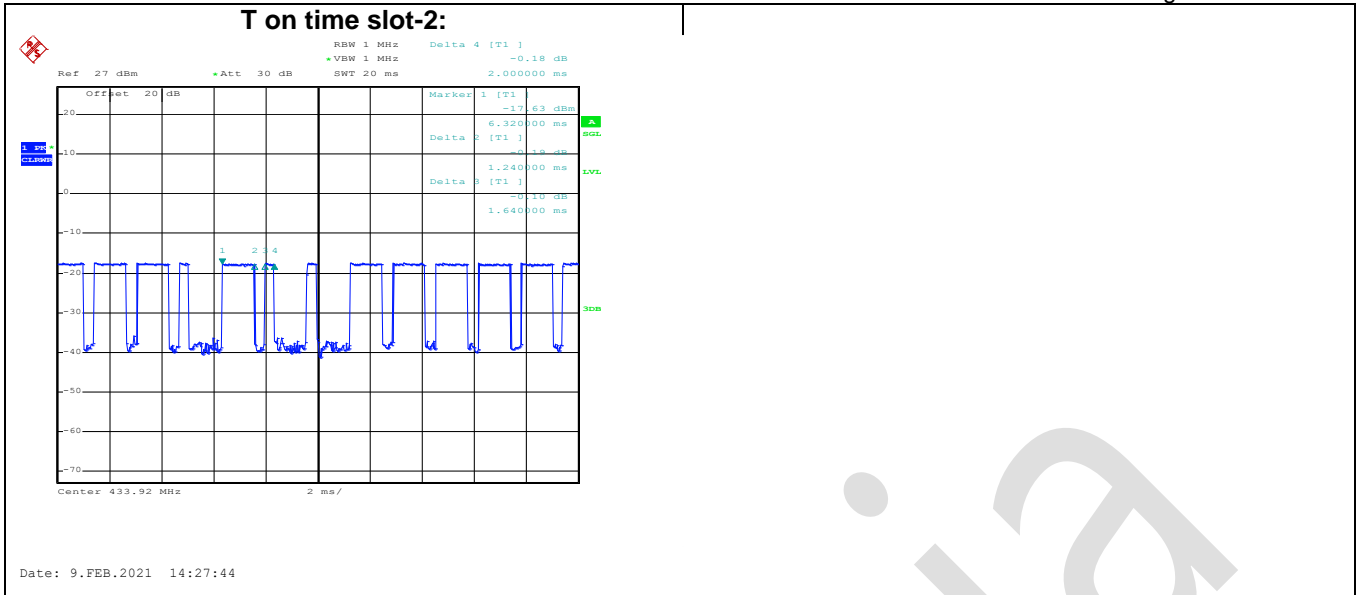 T on time slot-2:
RBW 1 MHz Delta 4 [T1 ]
*VBW 1 MHz -0.18 dB
Ref 27 dBm *Att 30 dB SWT 20 ms 2.000000 ms
Offset 20 dB Marker 1 [T1 ]
20 -17.63 dBm
6.320000 ms A
Delta 2 [T1 ] SGL
1 PK*
10 -0.19 dB
CLRWR
1.240000 ms LVL
Delta 3 [T1 ]
0 -0.10 dB
1.640000 ms
-10
1 2 3 4
-20
-30 3DB
-40
-50
-60
-70
Center 433.92 MHz 2 ms/
Date: 9.FEB.2021 14:27:44